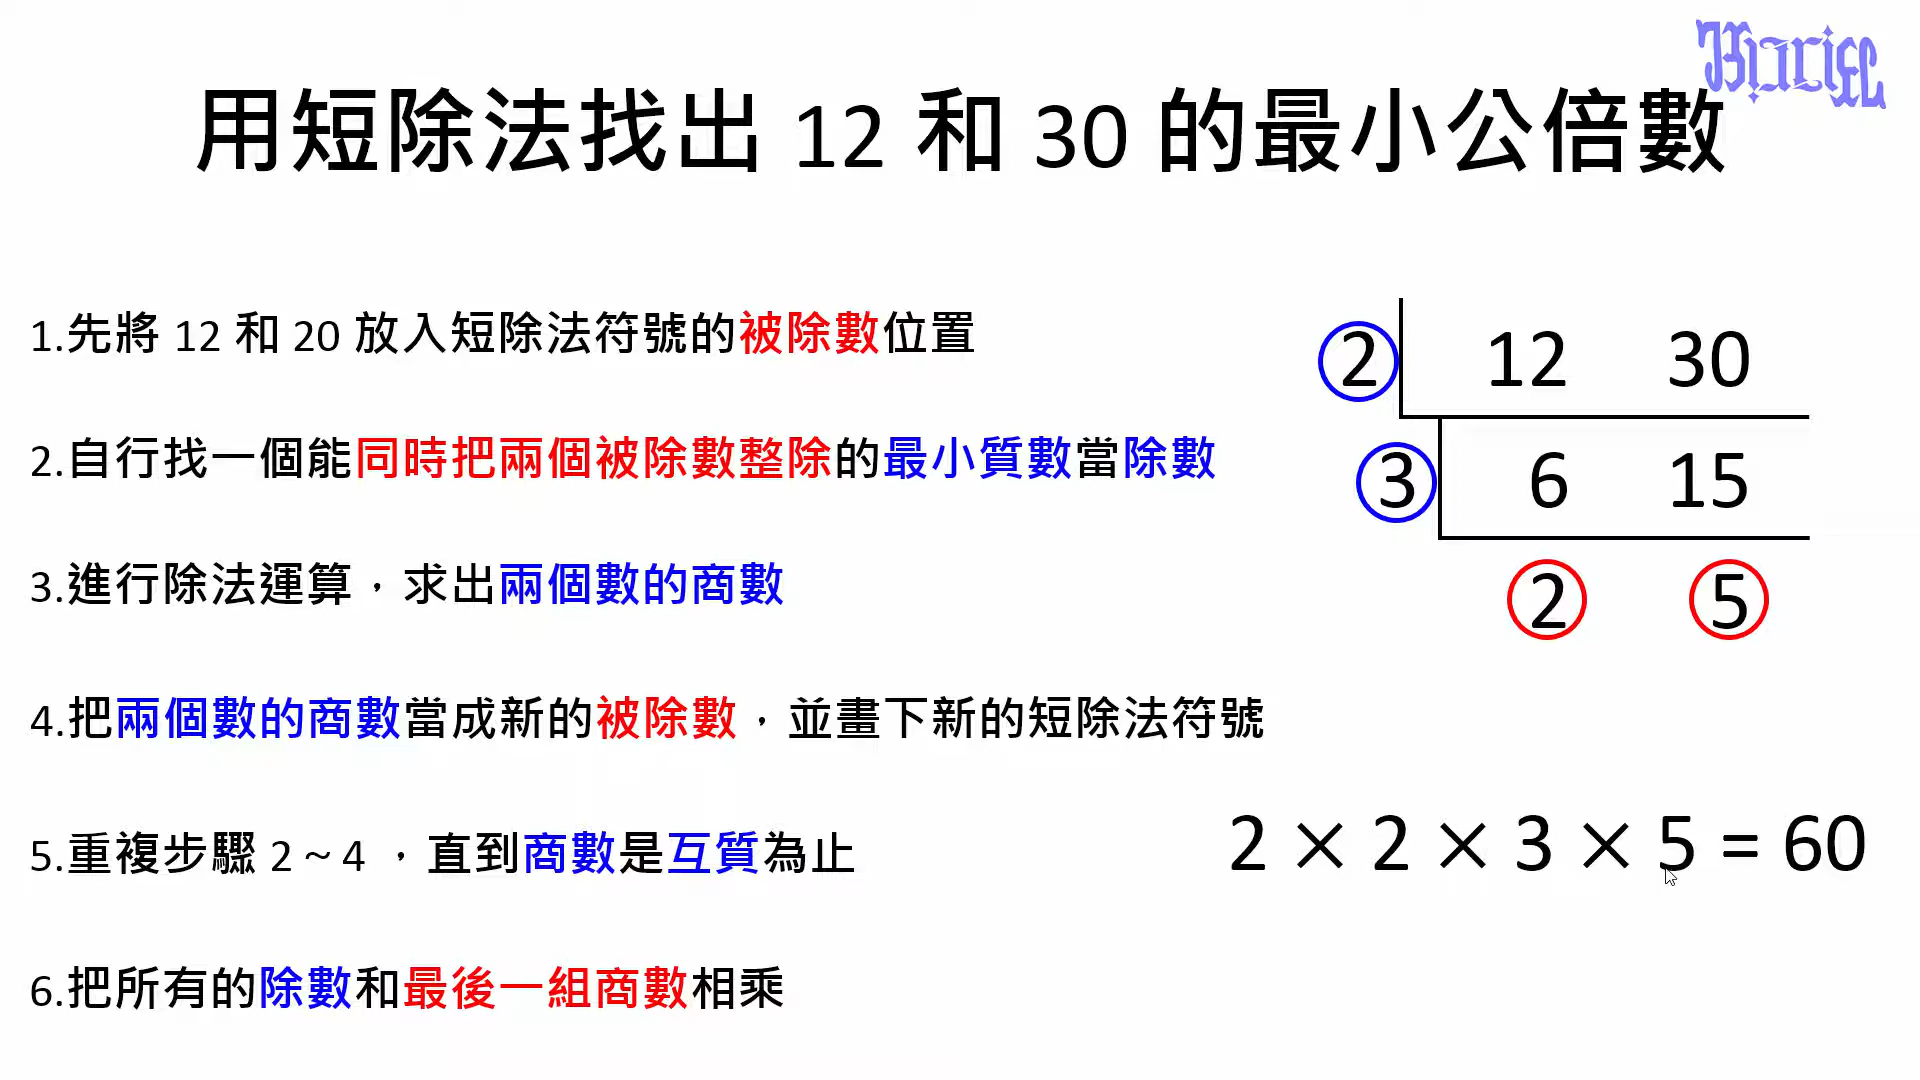 用短除法找出 12 和 30 的最小公倍數
1.先將 12 和 20 放入短除法符號的被除數位置
2.自行找一個能同時把兩個被除數整除的最小質數當除數
3.進行除法運算，求出兩個數的商數
4.把兩個數的商數當成新的被除數，並畫下新的短除法符號
5.重複步驟 2 ~ 4 ，直到商數是互質為止
6.把所有的除數和最後一組商數相乘
2 12 30
3 6 15
2 5
2 × 2 × 3 × 5 = 60